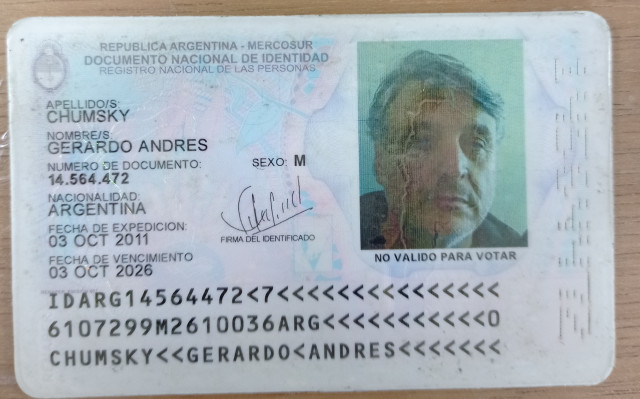 REPUBLICA ARGENTINA - MERCOSUR
DOCUMENTO NACIONAL DE IDENTIDAD
REGISTRO NACIONAL DE LAS PERSONAS
APELLIDO/S
CHUMSKY
NOMBRE/S
GERARDO ANDRES
NUMERO DE DOCUMENTO:
14.564.472
SEXO: M
NACIONALIDAD:
ARGENTINA
FECHA DE EXPEDICION:
03 OCT 2011
FIRMA DEL IDENTIFICADO
FECHA DE VENCIMIENTO
03 OCT 2026
NO VALIDO PARA VOTAR
IDARG14564472<7<<<<<<<<<<<<<<<
6107299M2610036ARG<<<<<<<<<<<0
CHUMSKY<<GERARDO<ANDRES<<<<<<<